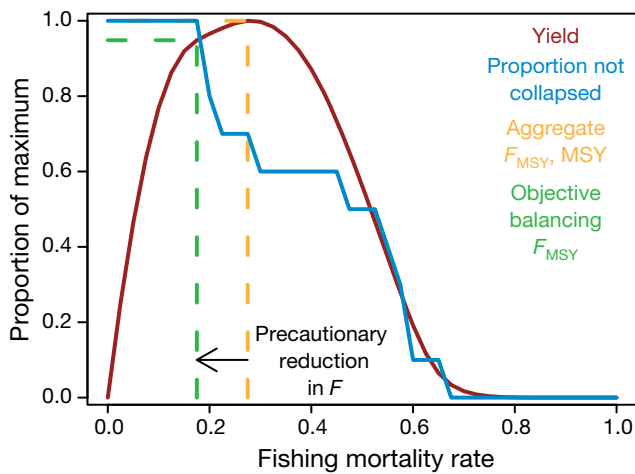 Proportion of maximum
1.0
0.8
0.6
0.4
0.2
0.0
Yield
Proportion not
collapsed
Aggregate
FMSY, MSY
Objective
balancing
FMSY
Precautionary
reduction
in F
0.0 0.2 0.4 0.6 0.8 1.0
Fishing mortality rate